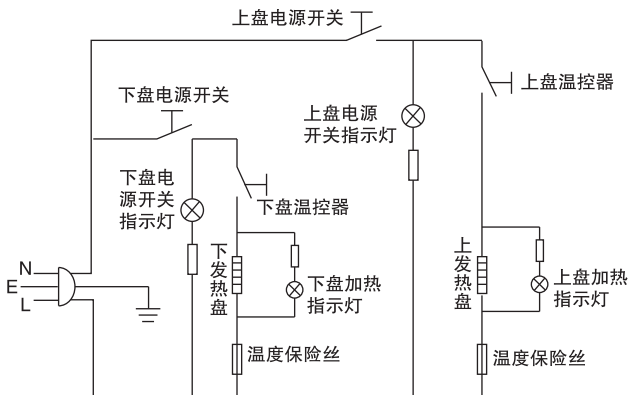 上盘电源开关
下盘电源开关
上盘温控器
上盘电源
开关指示灯
下盘电
源开关
指示灯
下盘温控器
N
E
L
下发热盘
下盘加热
指示灯
上发热盘
上盘加热
指示灯
温度保险丝
温度保险丝